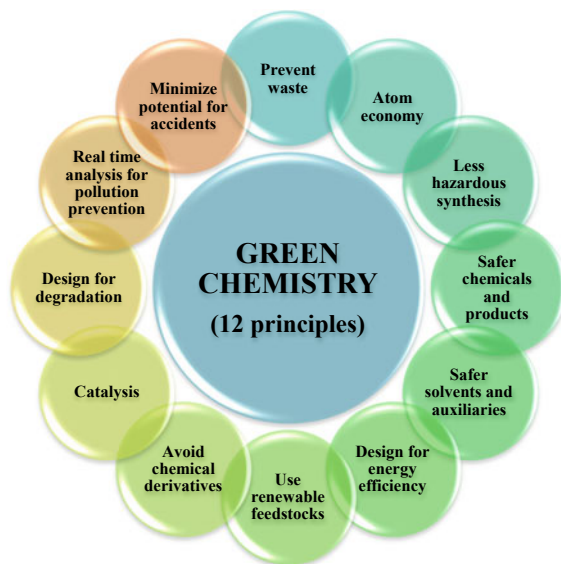 GREEN
CHEMISTRY
(12 principles)
Prevent
waste
Atom
economy
Less
hazardous
synthesis
Safer
chemicals
and
products
Safer
solvents and
auxiliaries
Design for
energy
efficiency
Use
renewable
feedstocks
Avoid
chemical
derivatives
Catalysis
Design for
degradation
Real time
analysis for
pollution
prevention
Minimize
potential for
accidents